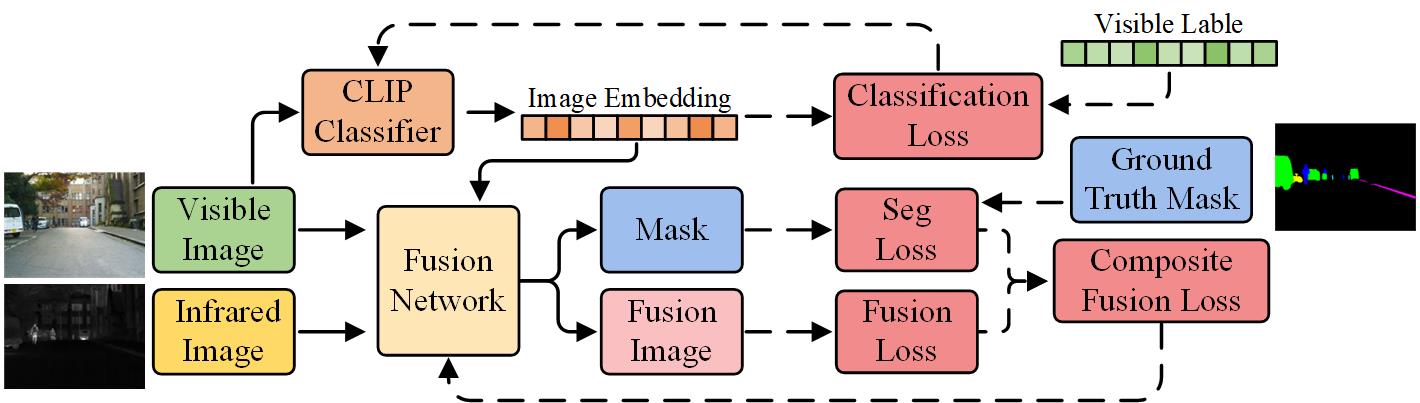 Visible Lable
CLIP
Classifier
Image Embedding
Classification
Loss
Ground
Truth Mask
Visible
Image
Fusion
Network
Mask
Seg
Loss
Composite
Fusion Loss
Infrared
Image
Fusion
Image
Fusion
Loss